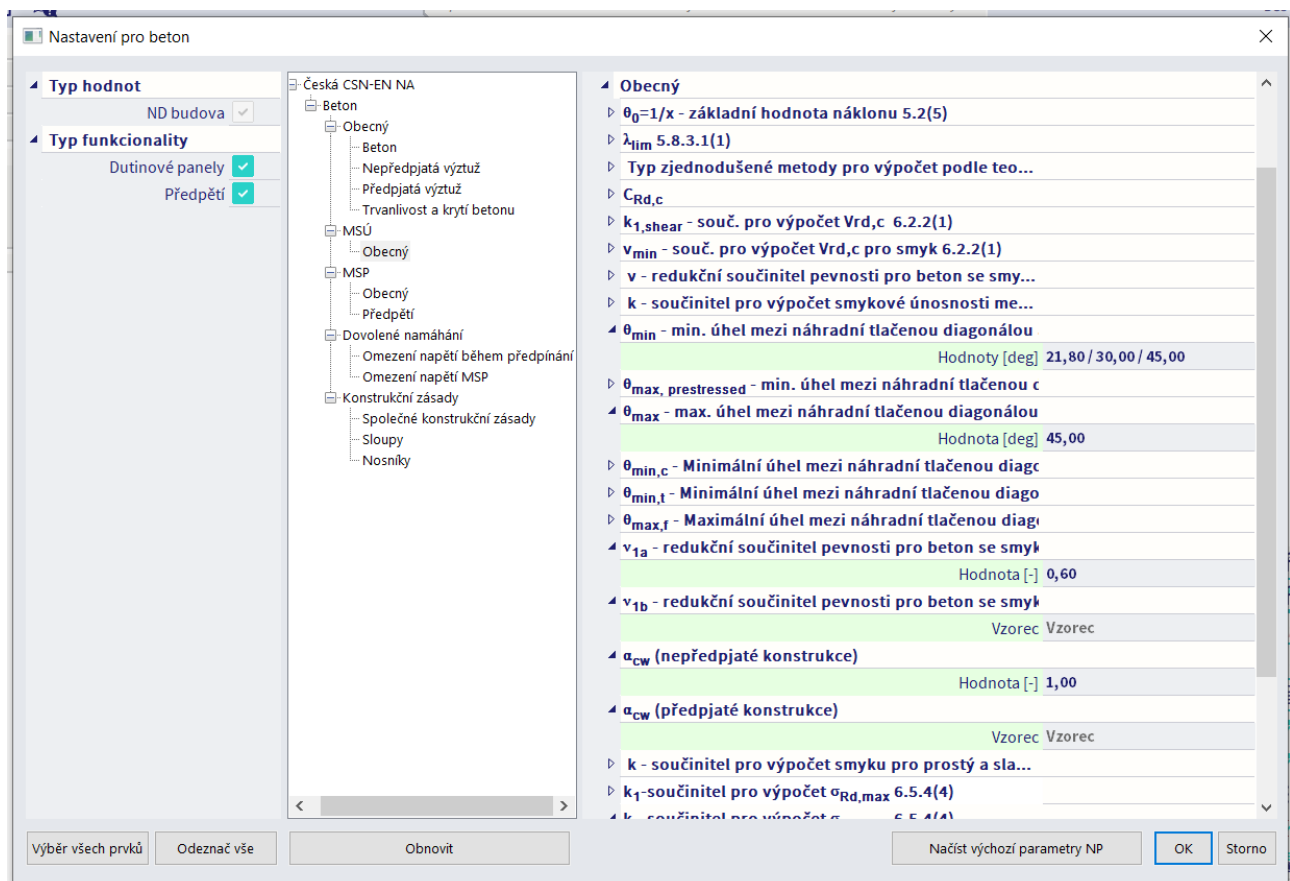 Nastavení pro beton
Typ hodnot
ND budova
Typ funkcionality
Dutinové panely
Předpětí
Česká CSN-EN NA
Beton
Obecný
Beton
Nepředpjatá výztuž
Předpjatá výztuž
Trvanlivost a krytí betonu
MSÚ
Obecný
MSP
Obecný
Předpětí
Dovolené namáhání
Omezení napětí během předpínání
Omezení napětí MSP
Konstrukční zásady
Společné konstrukční zásady
Sloupy
Nosníky
Obecný
θ0=1/x - základní hodnota náklonu 5.2(5)
λlim 5.8.3.1(1)
Typ zjednodušené metody pro výpočet podle teo...
CRd,c
k1,shear - souč. pro výpočet Vrd,c 6.2.2(1)
vmin - souč. pro výpočet Vrd,c pro smyk 6.2.2(1)
v - redukční součinitel pevnosti pro beton se smy...
k - součinitel pro výpočet smykové únosnosti me...
θmin - min. úhel mezi náhradní tlačenou diagonálou
Hodnoty [deg] 21,80 / 30,00 / 45,00
θmax, prestressed - min. úhel mezi náhradní tlačenou d
θmax - max. úhel mezi náhradní tlačenou diagonálou
Hodnota [deg] 45,00
θmin,c - Minimální úhel mezi náhradní tlačenou diago
θmin,t - Minimální úhel mezi náhradní tlačenou diago
θmax,f - Maximální úhel mezi náhradní tlačenou diago
ν1a - redukční součinitel pevnosti pro beton se smyk
Hodnota [-] 0,60
ν1b - redukční součinitel pevnosti pro beton se smyk
Vzorec Vzorec
αcw (nepředpjaté konstrukce)
Hodnota [-] 1,00
αcw (předpjaté konstrukce)
Vzorec Vzorec
k - součinitel pro výpočet smyku pro prostý a sla...
k1-součinitel pro výpočet σRd,max 6.5.4(4)
Výběr všech prvků
Odeznač vše
Obnovit
Načíst výchozí parametry NP
OK
Storno